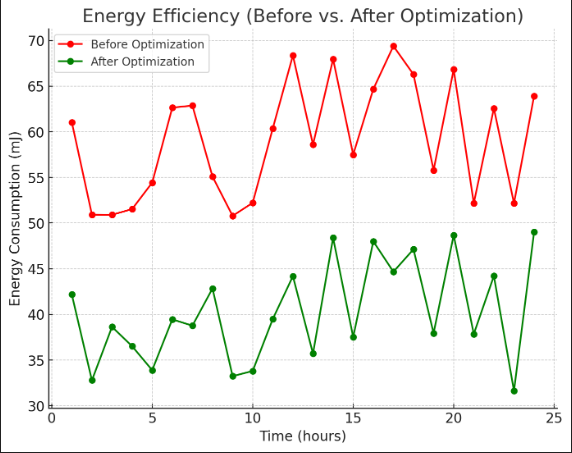 Energy Efficiency (Before vs. After Optimization)
Before Optimization
After Optimization
Energy Consumption (mJ)
70
65
60
55
50
45
40
35
30
0 5 10 15 20 25
Time (hours)